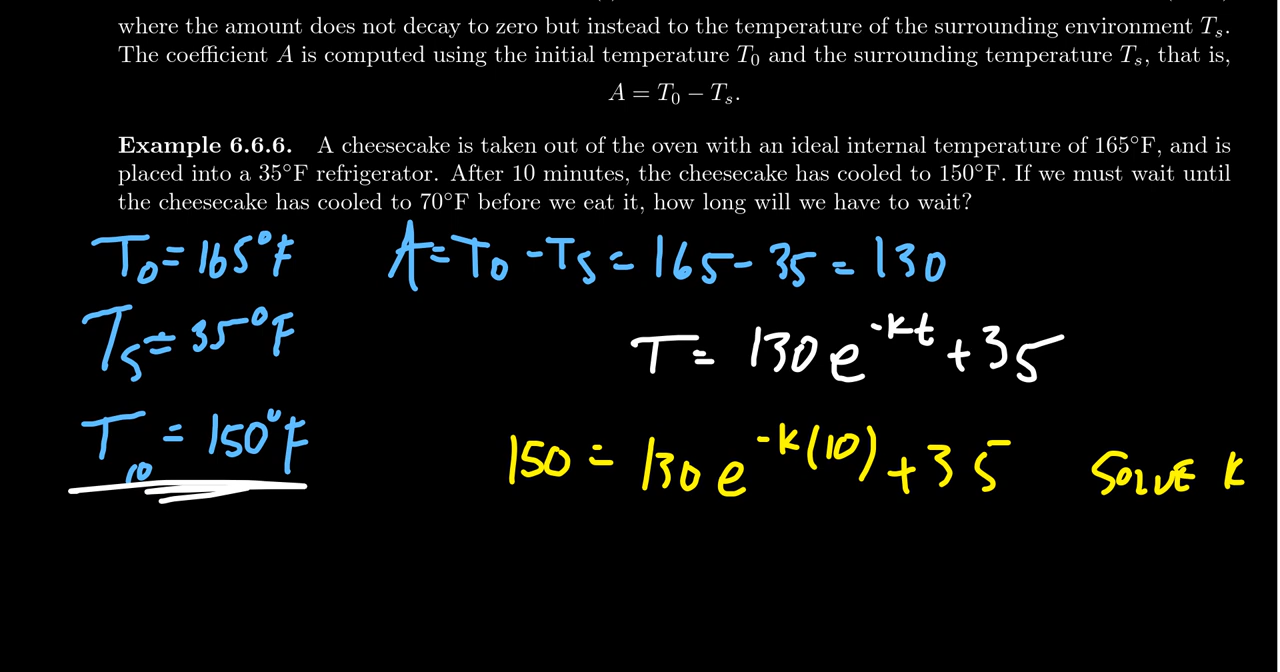 where the amount does not decay to zero but instead to the temperature of the surrounding environment Tₛ.
The coefficient A is computed using the initial temperature T₀ and the surrounding temperature Tₛ, that is,
A = T₀ − Tₛ.
Example 6.6.6. A cheesecake is taken out of the oven with an ideal internal temperature of 165°F, and is
placed into a 35°F refrigerator. After 10 minutes, the cheesecake has cooled to 150°F. If we must wait until
the cheesecake has cooled to 70°F before we eat it, how long will we have to wait?
T₀ = 165°F
A = T₀ - Tₛ = 165 - 35 = 130
Tₛ = 35°F
T = 130 e^(-kt) + 35
T₁₀ = 150°F
150 = 130 e^(-k(10)) + 35
SOLVE K